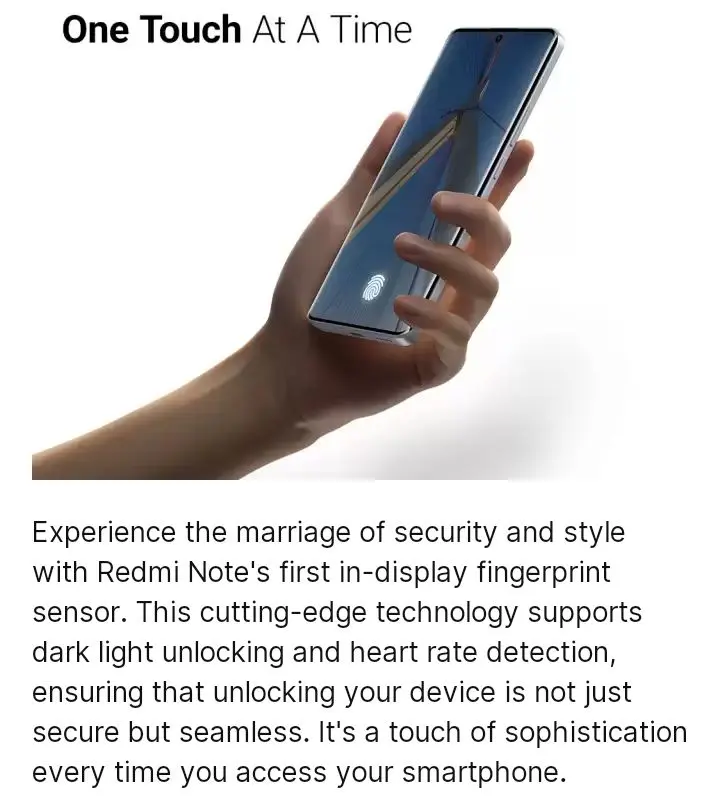 One Touch At A Time
Experience the marriage of security and style
with Redmi Note's first in-display fingerprint
sensor. This cutting-edge technology supports
dark light unlocking and heart rate detection,
ensuring that unlocking your device is not just
secure but seamless. It's a touch of sophistication
every time you access your smartphone.